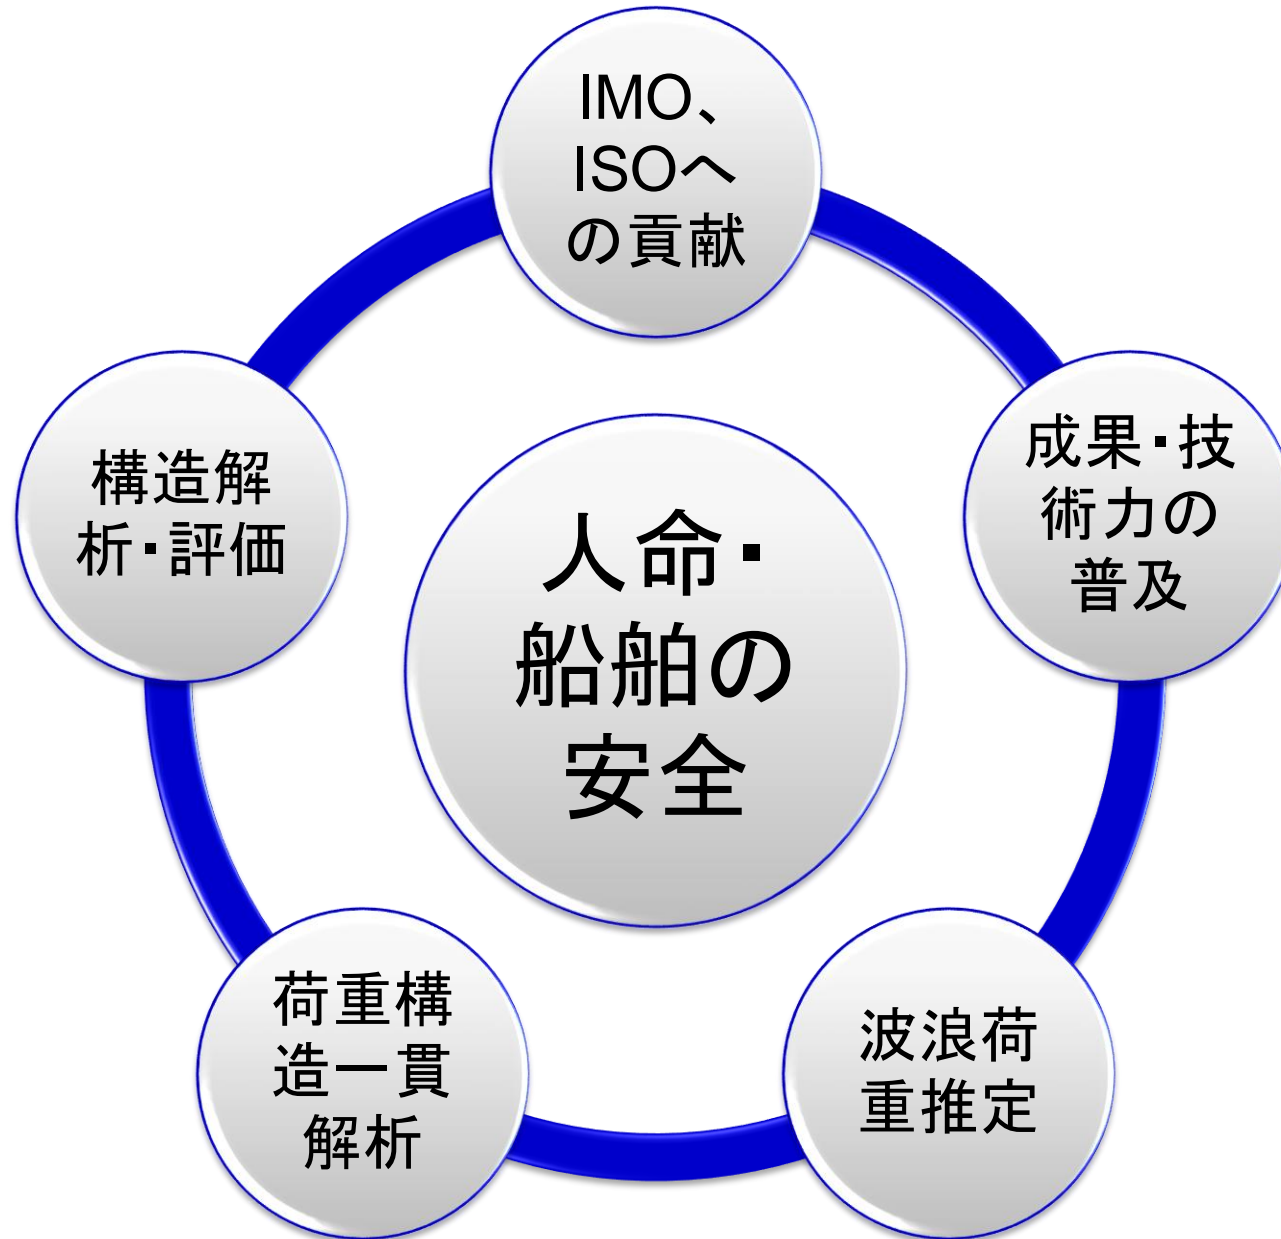 IMO、
ISOへ
の貢献
成果・技
術力の
普及
構造解
析・評価
人命・
船舶の
安全
荷重構
造一貫
解析
波浪荷
重推定